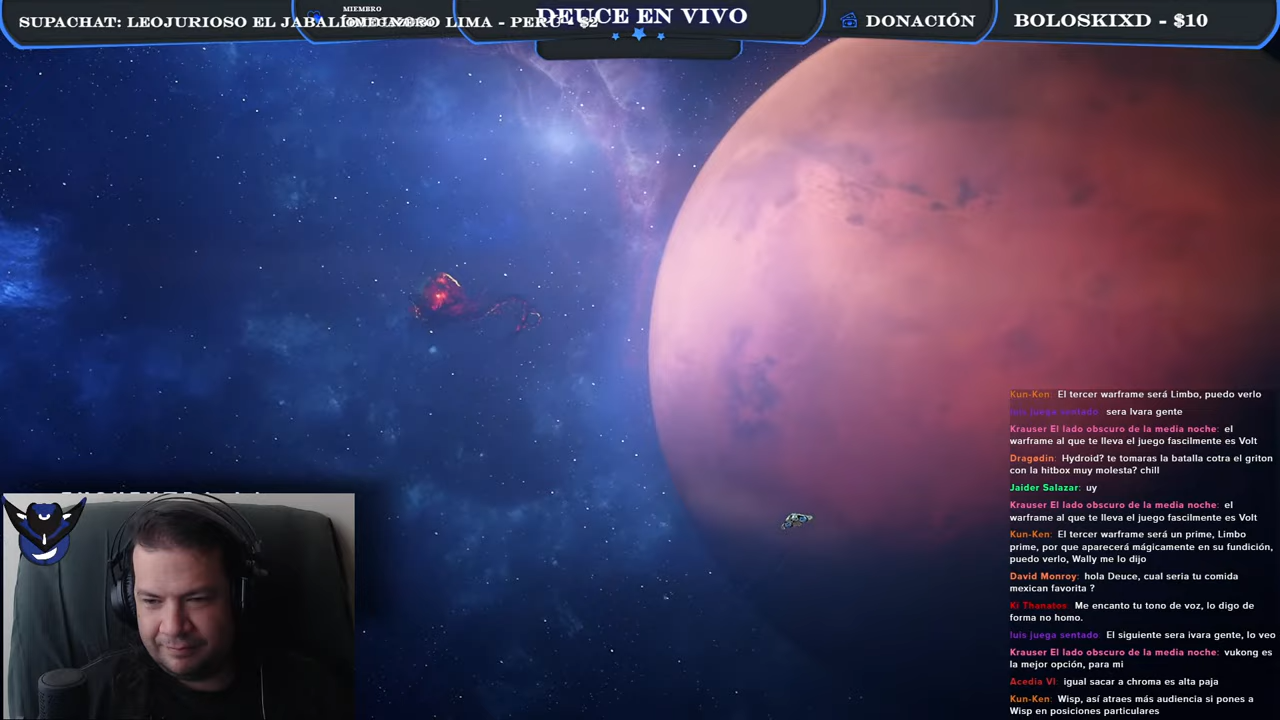 SUPACHAT: LEOJURIOSO EL JABALÍ OMEGANERO LIMA - PERÚ - $2
MIEMBRO
DEUCE EN VIVO
DONACIÓN
BOLOSKIXD - $10
Kun-Ken: El tercer warframe será Limbo, puedo verlo
luis juega sentado: sera Ivara gente
Krauser El lado obscuro de la media noche: el
warframe al que te lleva el juego fascilmente es Volt
Dragødin: Hydroid? te tomaras la batalla cotra el griton
con la hitbox muy molesta? chill
Jaider Salazar: uy
Krauser El lado obscuro de la media noche: el
warframe al que te lleva el juego fascilmente es Volt
Kun-Ken: El tercer warframe será un prime, Limbo
prime, por que aparecerá mágicamente en su fundición,
puedo verlo, Wally me lo dijo
David Monroy: hola Deuce, cual seria tu comida
mexican favorita ?
Ki Thanatos: Me encanto tu tono de voz, lo digo de
forma no homo.
luis juega sentado: El siguiente sera ivara gente, lo veo
Krauser El lado obscuro de la media noche: vukong es
la mejor opción, para mi
Acedia VI: igual sacar a chroma es alta paja
Kun-Ken: Wisp, así atraes más audiencia si pones a
Wisp en posiciones particulares